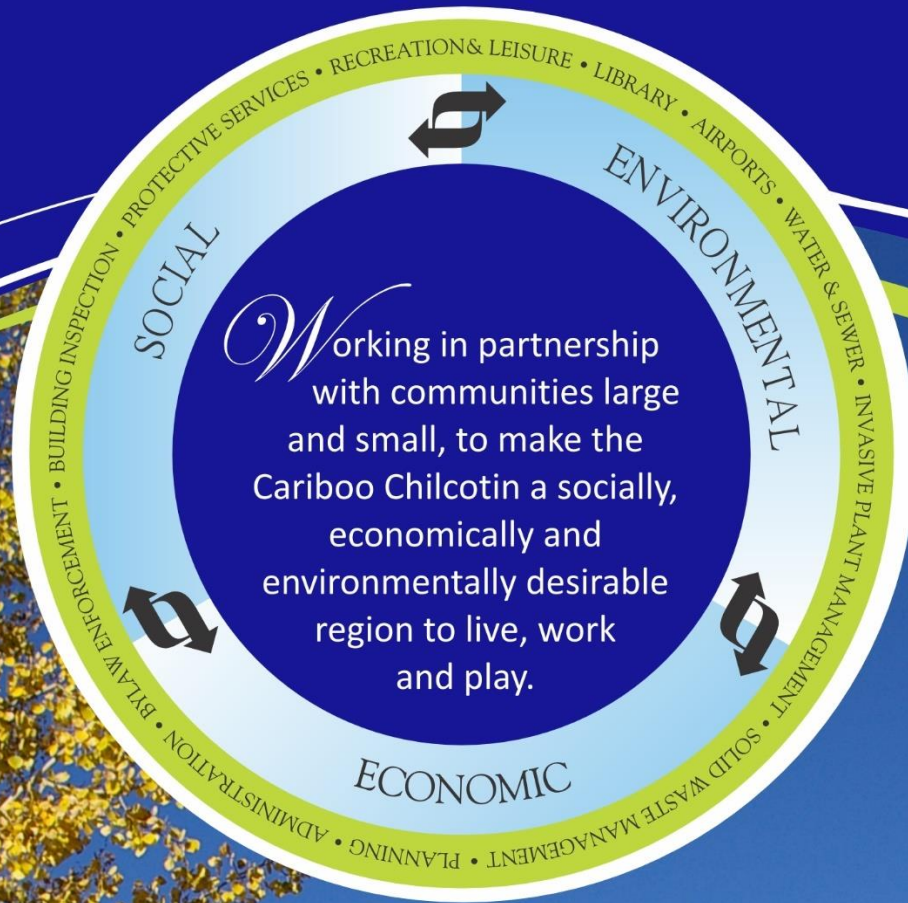 PROTECTIVE SERVICES • RECREATION & LEISURE • LIBRARY • AIRPORTS • WATER & SEWER • INVASIVE PLANT MANAGEMENT • SOLID WASTE MANAGEMENT • PLANNING • ADMINISTRATION • BYLAW ENFORCEMENT • BUILDING INSPECTION •
SOCIAL
ENVIRONMENTAL
ECONOMIC
Working in partnership
with communities large
and small, to make the
Cariboo Chilcotin a socially,
economically and
environmentally desirable
region to live, work
and play.